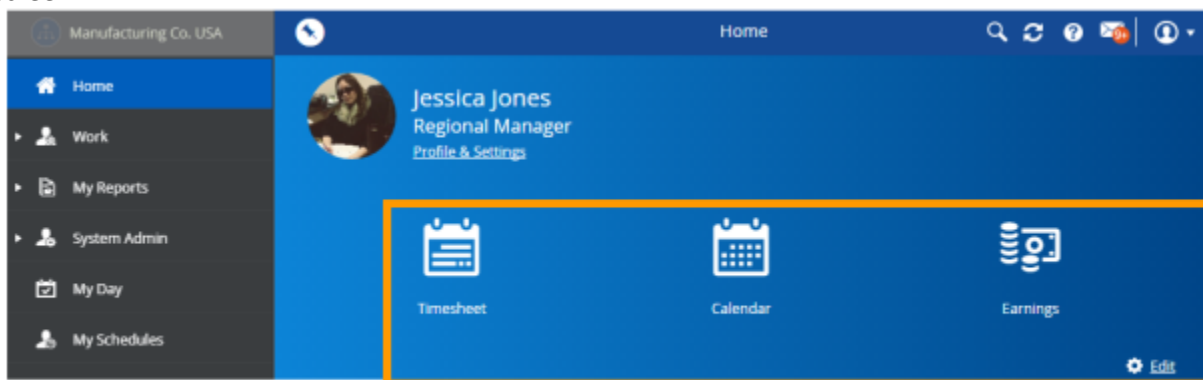 Manufacturing Co. USA
Home
9+
Home
Work
My Reports
System Admin
My Day
My Schedules
Jessica Jones
Regional Manager
Profile & Settings
Timesheet
Calendar
Earnings
Edit